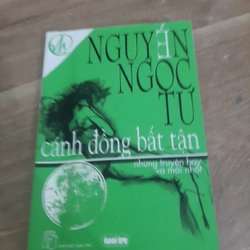 NGUYỄN
NGỌC
TƯ
cánh đồng bất tận
những truyện hay
và mới nhất